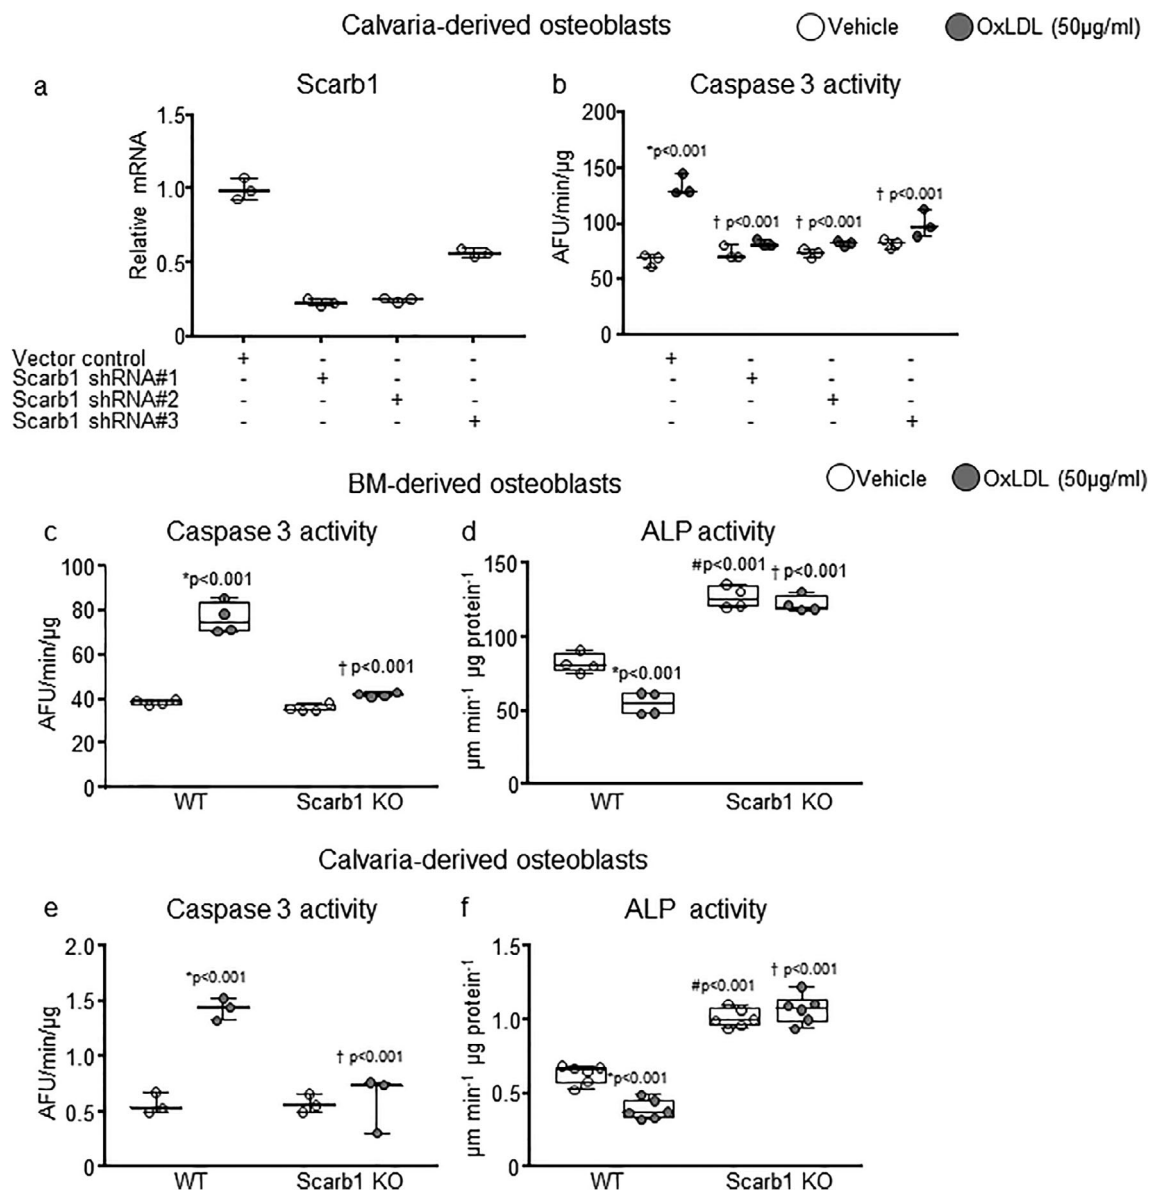 Calvaria-derived osteoblasts
Vehicle OxLDL (50µg/ml)
a Scarb1
Relative mRNA
1.5
1.0
0.5
0
b Caspase 3 activity
AFU/min/µg
200
150
100
50
0
*p<0.001
† p<0.001
† p<0.001
† p<0.001
Vector control + - - - + - - -
Scarb1 shRNA#1 - + - - - + - -
Scarb1 shRNA#2 - - + - - - + -
Scarb1 shRNA#3 - - - + - - - +
BM-derived osteoblasts
Vehicle OxLDL (50µg/ml)
c Caspase 3 activity
AFU/min/µg
100
80
60
40
20
0
*p<0.001
† p<0.001
WT Scarb1 KO
d ALP activity
µm min⁻¹ µg protein⁻¹
150
100
50
0
*p<0.001
#p<0.001
† p<0.001
WT Scarb1 KO
Calvaria-derived osteoblasts
e Caspase 3 activity
AFU/min/µg
2.0
1.5
1.0
0.5
0
*p<0.001
† p<0.001
WT Scarb1 KO
f ALP activity
µm min⁻¹ µg protein⁻¹
1.5
1.0
0.5
0
*p<0.001
#p<0.001
† p<0.001
WT Scarb1 KO